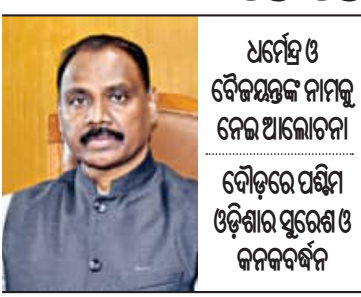 ଧର୍ମେନ୍ଦ୍ର ଓ
ବୈଜୟନ୍ତଙ୍କ ନାମକୁ
ନେଇ ଆଲୋଚନା
ଦୌଡ଼ରେ ପଶ୍ଚିମ
ଓଡ଼ିଶାର ସୁରେଶ ଓ
କନକବର୍ଦ୍ଧନ